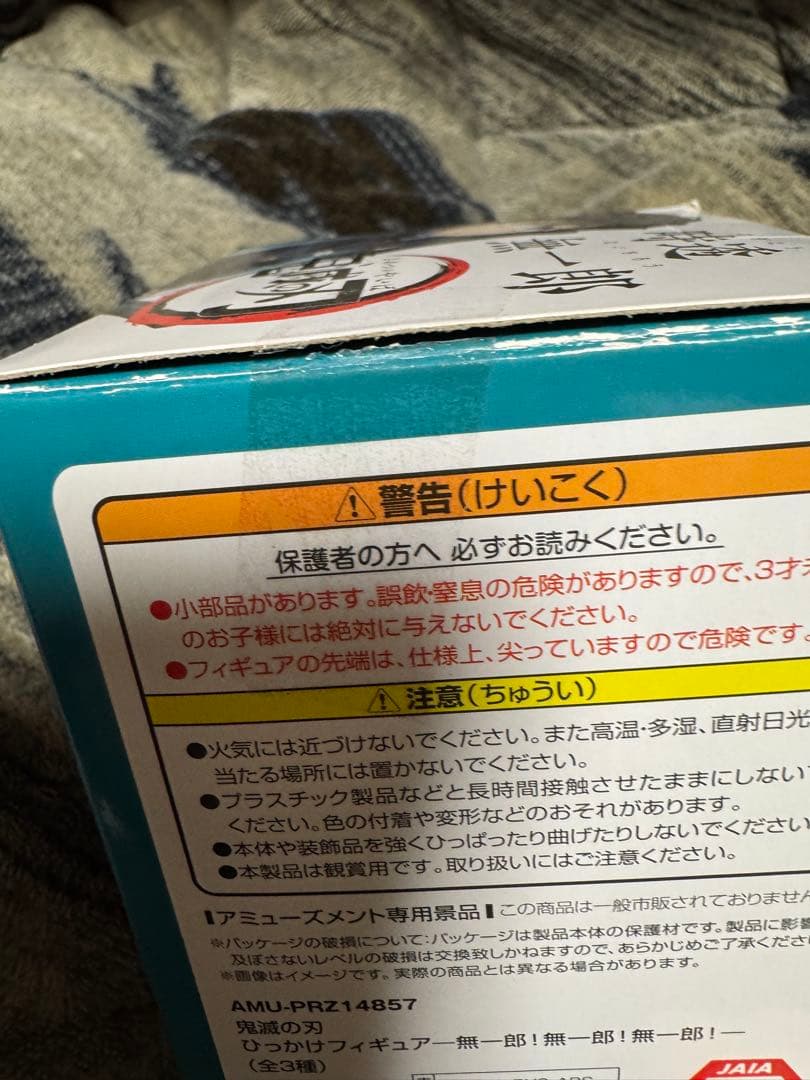 一郎
の刃
警告(けいこく)
保護者の方へ 必ずお読みください。
●小部品があります。誤飲・窒息の危険がありますので、3才
のお子様には絶対に与えないでください。
●フィギュアの先端は、仕様上、尖っていますので危険です。
注意(ちゅうい)
●火気には近づけないでください。また高温・多湿、直射日光
当たる場所には置かないでください。
●プラスチック製品などと長時間接触させたままにしない
ください。色の付着や変形などのおそれがあります。
●本体や装飾品を強くひっぱったり曲げたりしないでください
●本製品は観賞用です。取り扱いにはご注意ください。
アミューズメント専用景品 この商品は一般市販されておりません
※パッケージの破損について:パッケージは製品本体の保護材です。製品に影響
及ぼさないレベルの破損は交換致しかねますので、あらかじめご了承くださ
※画像はイメージです。実際の商品とは異なる場合があります。
AMU-PRZ14857
鬼滅の刃
ひっかけフィギュア―無一郎!無一郎!無一郎!―
(全3種)
JAIA